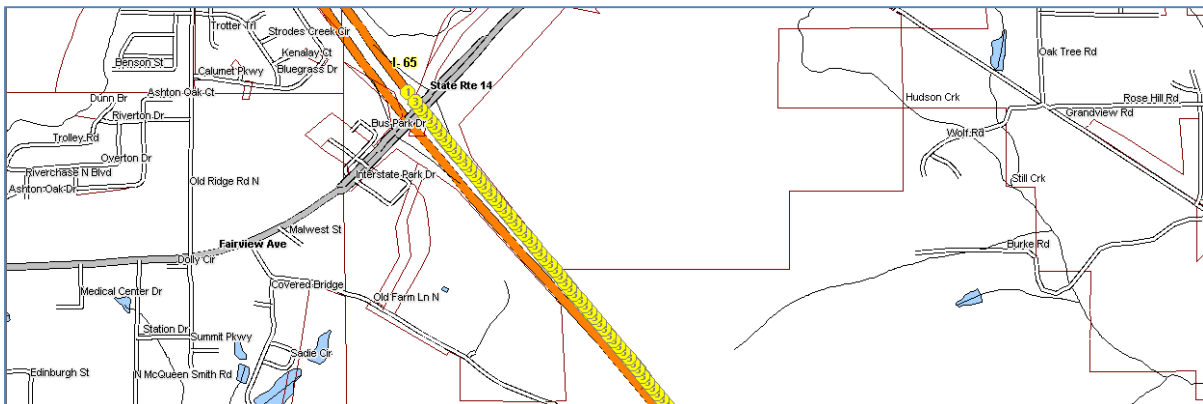 Trotter Trl
Strodes Creek Cir
Kenalay Ct
Bluegrass Dr
Benson St
Calumet Pkwy
I- 65
State Rte 14
Oak Tree Rd
Dunn Br
Ashton Oak Ct
1
3
Hudson Crk
Rose Hill Rd
Grandview Rd
Riverton Dr
Bus Park Dr
Trolley Rd
Wolf Rd
Overton Dr
Riverchase N Blvd
Interstate Park Dr
Ashton Oak Dr
Old Ridge Rd N
Still Crk
Malwest St
Fairview Ave
Burke Rd
Dolly Cir
Medical Center Dr
Covered Bridge
Old Farm Ln N
Station Dr
Summit Pkwy
Sadie Cir
Edinburgh St
N McQueen Smith Rd